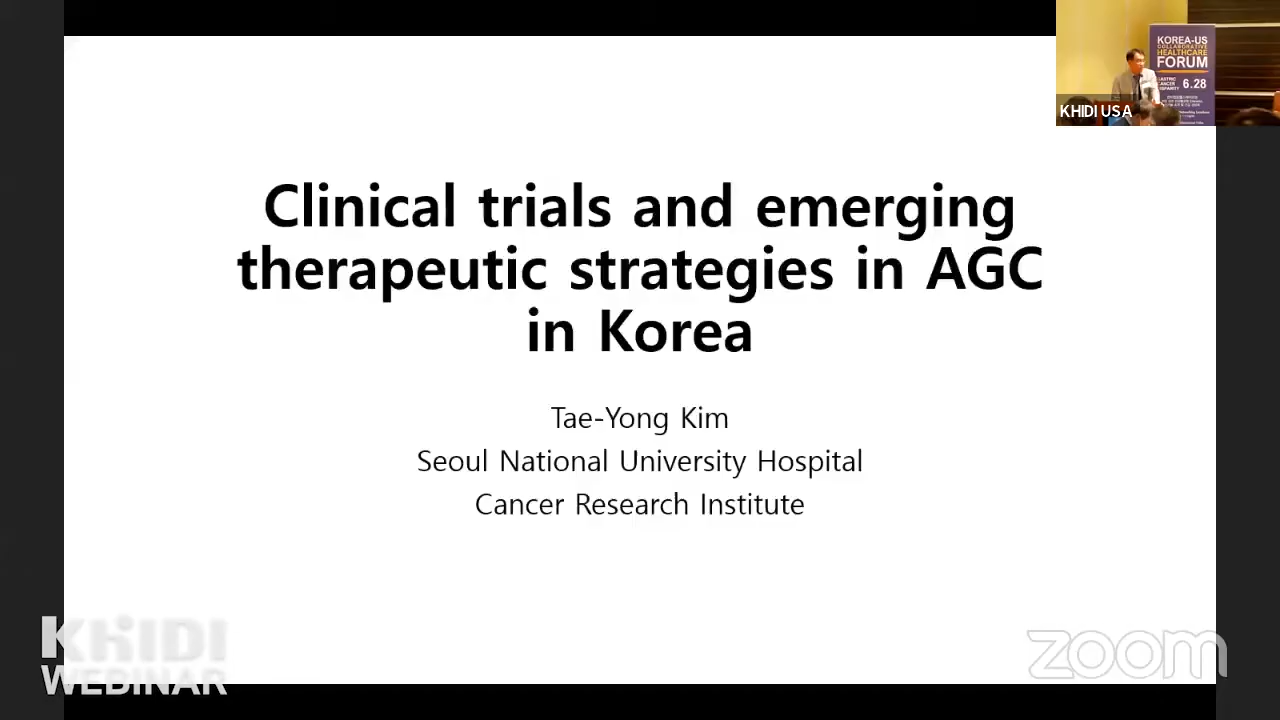 KOREA-US
COLLABORATIVE
HEALTHCARE
FORUM
6.28
KHIDI USA
Clinical trials and emerging
therapeutic strategies in AGC
in Korea
Tae-Yong Kim
Seoul National University Hospital
Cancer Research Institute
KHIDI
WEBINAR
zoom